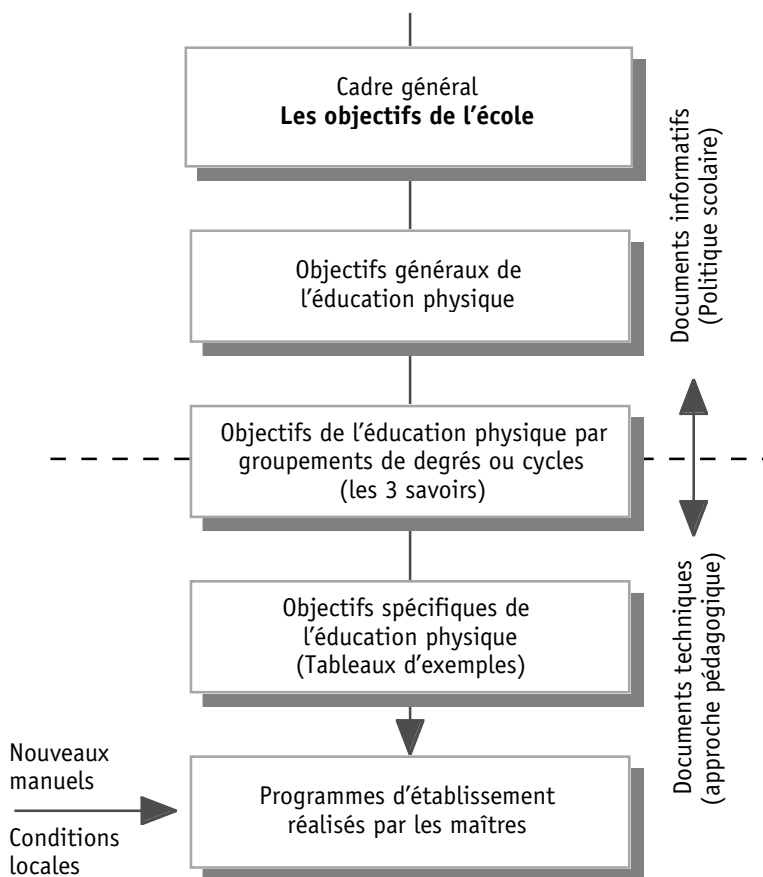 Cadre général
Les objectifs de l’école
Objectifs généraux de
l’éducation physique
Documents informatifs
(Politique scolaire)
Objectifs de l’éducation physique par
groupements de degrés ou cycles
(les 3 savoirs)
Objectifs spécifiques de
l’éducation physique
(Tableaux d’exemples)
Documents techniques
(approche pédagogique)
Nouveaux
manuels
Conditions
locales
Programmes d’établissement
réalisés par les maîtres